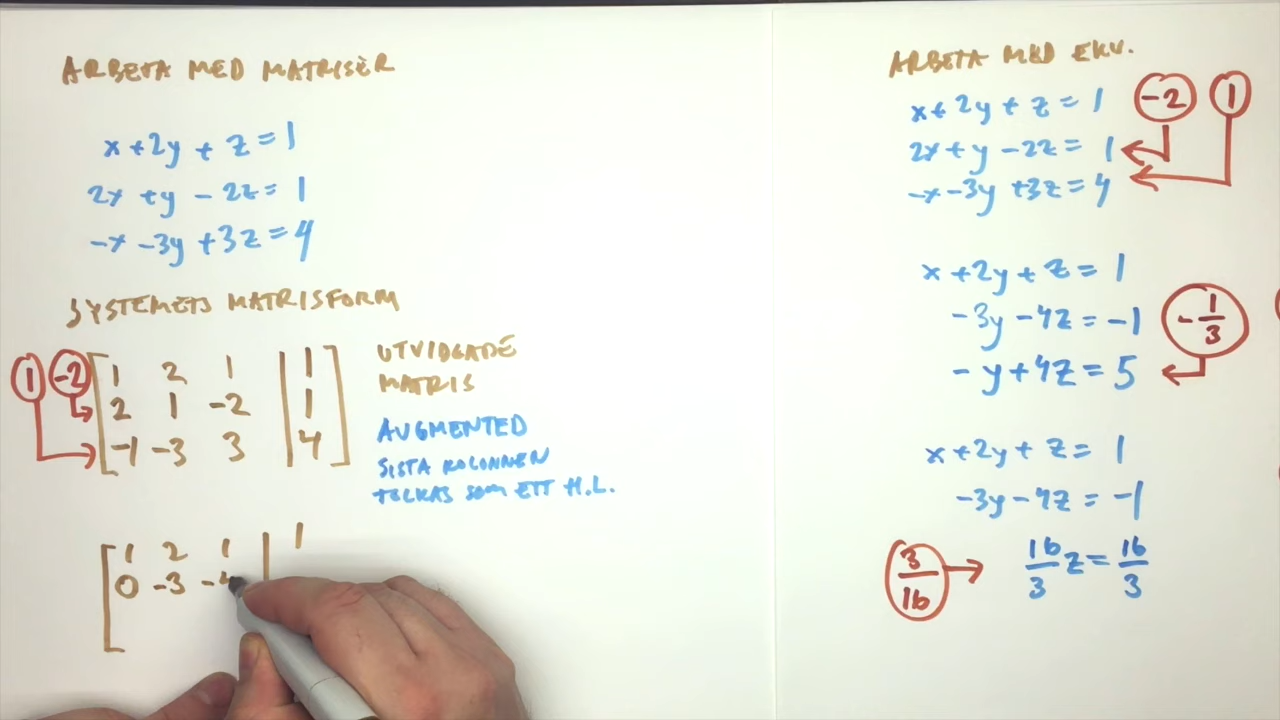 ARBETA MED MATRISER
x+2y+z=1
2x+y-2z=1
-x-3y+3z=4
SYSTEMETS MATRISFORM
1 -2 1 2 1 | 1
2 1 -2 | 1
-1 -3 3 | 4
UTVIDGADE
MATRIS
AUGMENTED
SISTA KOLONNEN
TOLKAS SOM ETT H.L.
1 2 1 | 1
0 -3 -4
ARBETA MED EKV.
x+2y+z=1 -2 1
2x+y-2z=1
-x-3y+3z=4
x+2y+z=1
-3y-4z=-1 -1/3
-y+4z=5
x+2y+z=1
-3y-4z=-1
3/16 16/3z=16/3